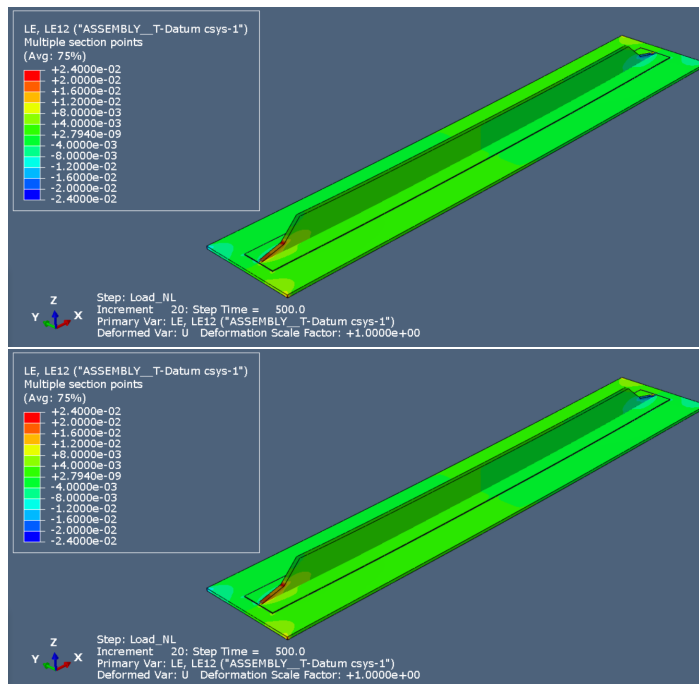 LE, LE12 ("ASSEMBLY__T-Datum csys-1")
Multiple section points
(Avg: 75%)
+2.4000e-02
+2.0000e-02
+1.6000e-02
+1.2000e-02
+8.0000e-03
+4.0000e-03
+2.7940e-09
-4.0000e-03
-8.0000e-03
-1.2000e-02
-1.6000e-02
-2.0000e-02
-2.4000e-02
Z
Y X
Step: Load_NL
Increment 20: Step Time = 500.0
Primary Var: LE, LE12 ("ASSEMBLY__T-Datum csys-1")
Deformed Var: U Deformation Scale Factor: +1.0000e+00
LE, LE12 ("ASSEMBLY__T-Datum csys-1")
Multiple section points
(Avg: 75%)
+2.4000e-02
+2.0000e-02
+1.6000e-02
+1.2000e-02
+8.0000e-03
+4.0000e-03
+2.7940e-09
-4.0000e-03
-8.0000e-03
-1.2000e-02
-1.6000e-02
-2.0000e-02
-2.4000e-02
Z
Y X
Step: Load_NL
Increment 20: Step Time = 500.0
Primary Var: LE, LE12 ("ASSEMBLY__T-Datum csys-1")
Deformed Var: U Deformation Scale Factor: +1.0000e+00